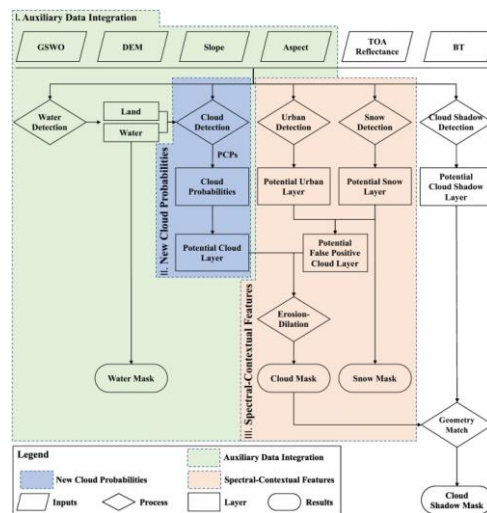 I. Auxiliary Data Integration
GSWO
DEM
Slope
Aspect
TOA
Reflectance
BT
Water
Detection
Land
Water
Cloud
Detection
Urban
Detection
Snow
Detection
Cloud Shadow
Detection
PCPs
II. New Cloud Probabilities
Cloud
Probabilities
Potential Urban
Layer
Potential Snow
Layer
Potential
Cloud Shadow
Layer
Potential Cloud
Layer
Potential
False Positive
Cloud Layer
III. Spectral-Contextual Features
Erosion-
Dilation
Water Mask
Cloud Mask
Snow Mask
Geometry
Match
Cloud
Shadow Mask
Legend
Auxiliary Data Integration
New Cloud Probabilities
Spectral-Contextual Features
Inputs
Process
Layer
Results